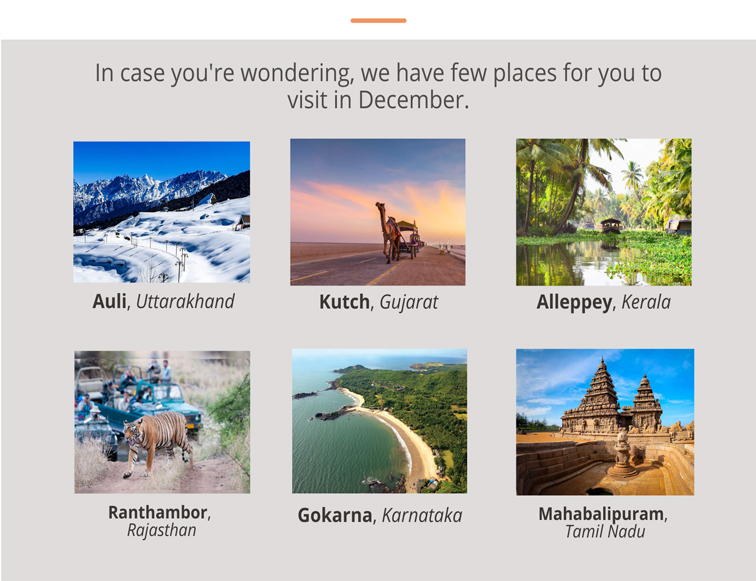 In case you're wondering, we have few places for you to
visit in December.
Auli, Uttarakhand
Kutch, Gujarat
Alleppey, Kerala
Ranthambor,
Rajasthan
Gokarna, Karnataka
Mahabalipuram,
Tamil Nadu